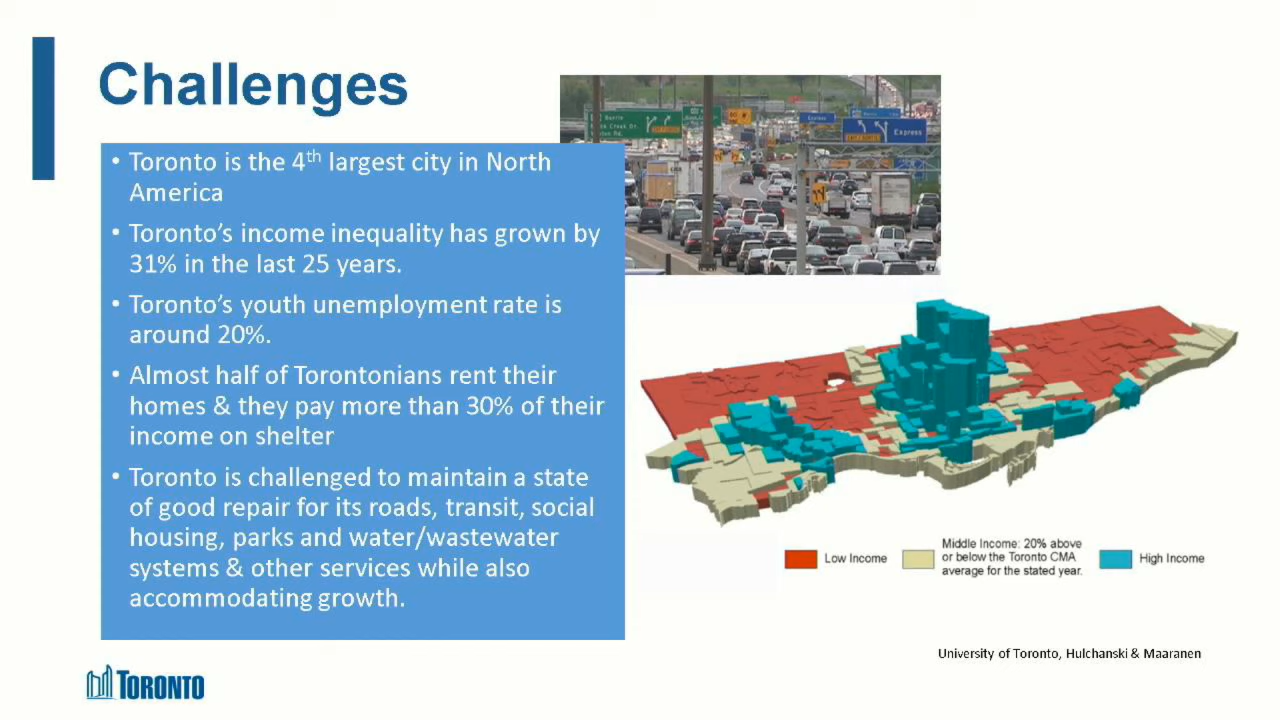 Challenges
• Toronto is the 4th largest city in North
America
• Toronto's income inequality has grown by
31% in the last 25 years.
• Toronto's youth unemployment rate is
around 20%.
• Almost half of Torontonians rent their
homes & they pay more than 30% of their
income on shelter
• Toronto is challenged to maintain a state
of good repair for its roads, transit, social
housing, parks and water/wastewater
systems & other services while also
accommodating growth.
Barrie
Express
Express
Low Income
Middle Income: 20% above
or below the Toronto CMA
average for the stated year.
High Income
University of Toronto, Hulchanski & Maaranen
TORONTO